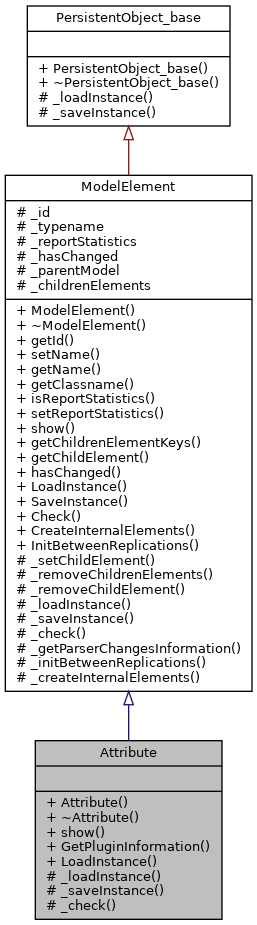 PersistentObject_base
+ PersistentObject_base()
+ ~PersistentObject_base()
# _loadInstance()
# _saveInstance()
ModelElement
# _id
# _typename
# _reportStatistics
# _hasChanged
# _parentModel
# _childrenElements
+ ModelElement()
+ ~ModelElement()
+ getId()
+ setName()
+ getName()
+ getClassname()
+ isReportStatistics()
+ setReportStatistics()
+ show()
+ getChildrenElementKeys()
+ getChildElement()
+ hasChanged()
+ LoadInstance()
+ SaveInstance()
+ Check()
+ CreateInternalElements()
+ InitBetweenReplications()
# _setChildElement()
# _removeChildrenElements()
# _removeChildElement()
# _loadInstance()
# _saveInstance()
# _check()
# _getParserChangesInformation()
# _initBetweenReplications()
# _createInternalElements()
Attribute
+ Attribute()
+ ~Attribute()
+ show()
+ GetPluginInformation()
+ LoadInstance()
# _loadInstance()
# _saveInstance()
# _check()